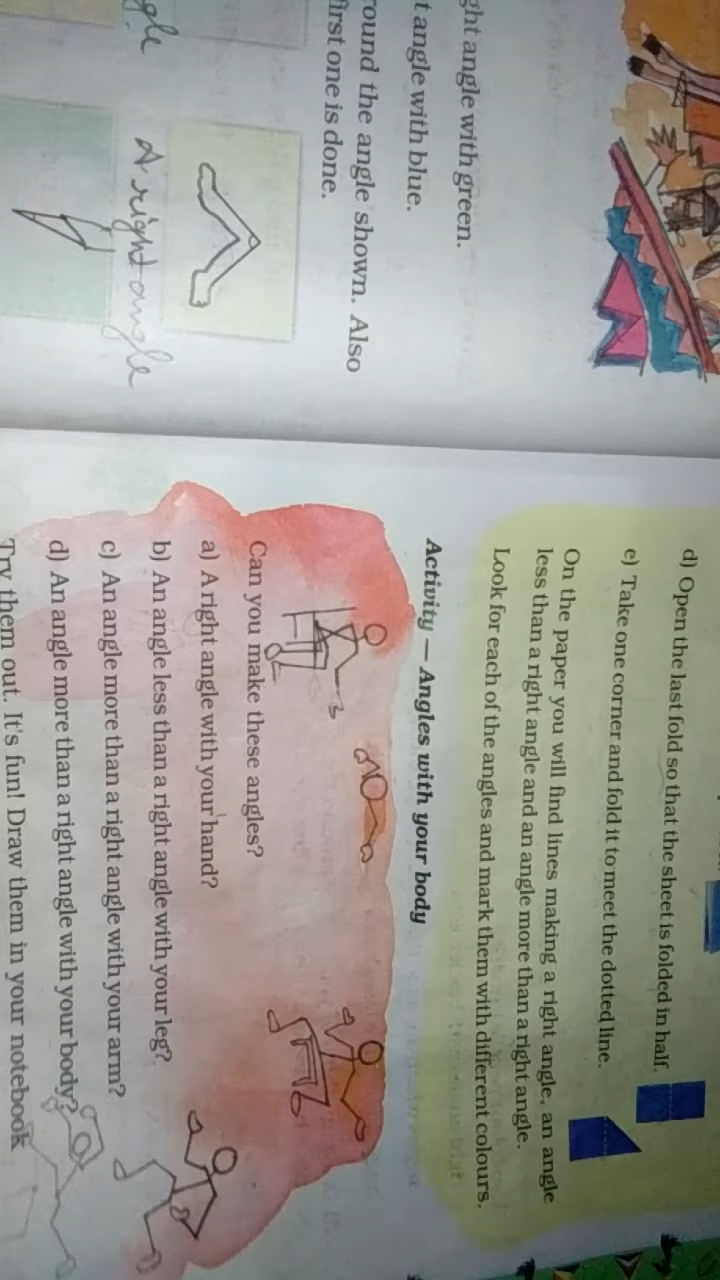 ght angle with green.
t angle with blue.
round the angle shown. Also
first one is done.
gle
A right angle
d) Open the last fold so that the sheet is folded in half.
e) Take one corner and fold it to meet the dotted line.
On the paper you will find lines making a right angle, an angle
less than a right angle and an angle more than a right angle.
Look for each of the angles and mark them with different colours.
Activity — Angles with your body
Can you make these angles?
a) A right angle with your hand?
b) An angle less than a right angle with your leg?
c) An angle more than a right angle with your arm?
d) An angle more than a right angle with your body?
Try them out. It's fun! Draw them in your notebook